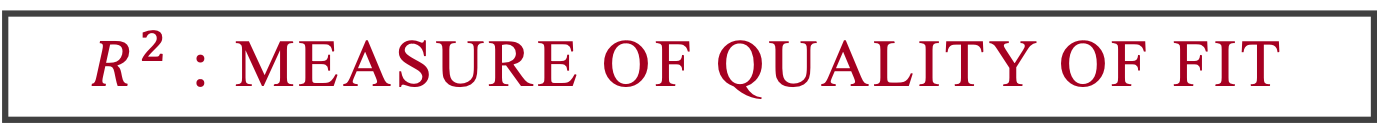 R² : MEASURE OF QUALITY OF FIT